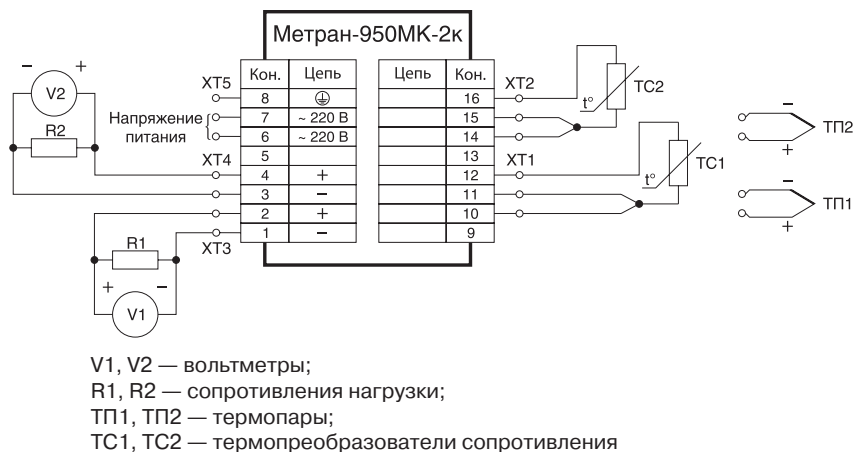 Метран-950МК-2к
Кон. Цепь Цепь Кон.
8 16
7 ~ 220 В 15
6 ~ 220 В 14
5 13
4 + 12
3 − 11
2 + 10
1 − 9
XT5
Напряжение
питания
XT4
XT3
− +
V2
R2
R1
+ −
V1
XT2
t° TC2
XT1
t° TC1
−
ТП2
+
−
ТП1
+
V1, V2 — вольтметры;
R1, R2 — сопротивления нагрузки;
ТП1, ТП2 — термопары;
ТС1, ТС2 — термопреобразователи сопротивления